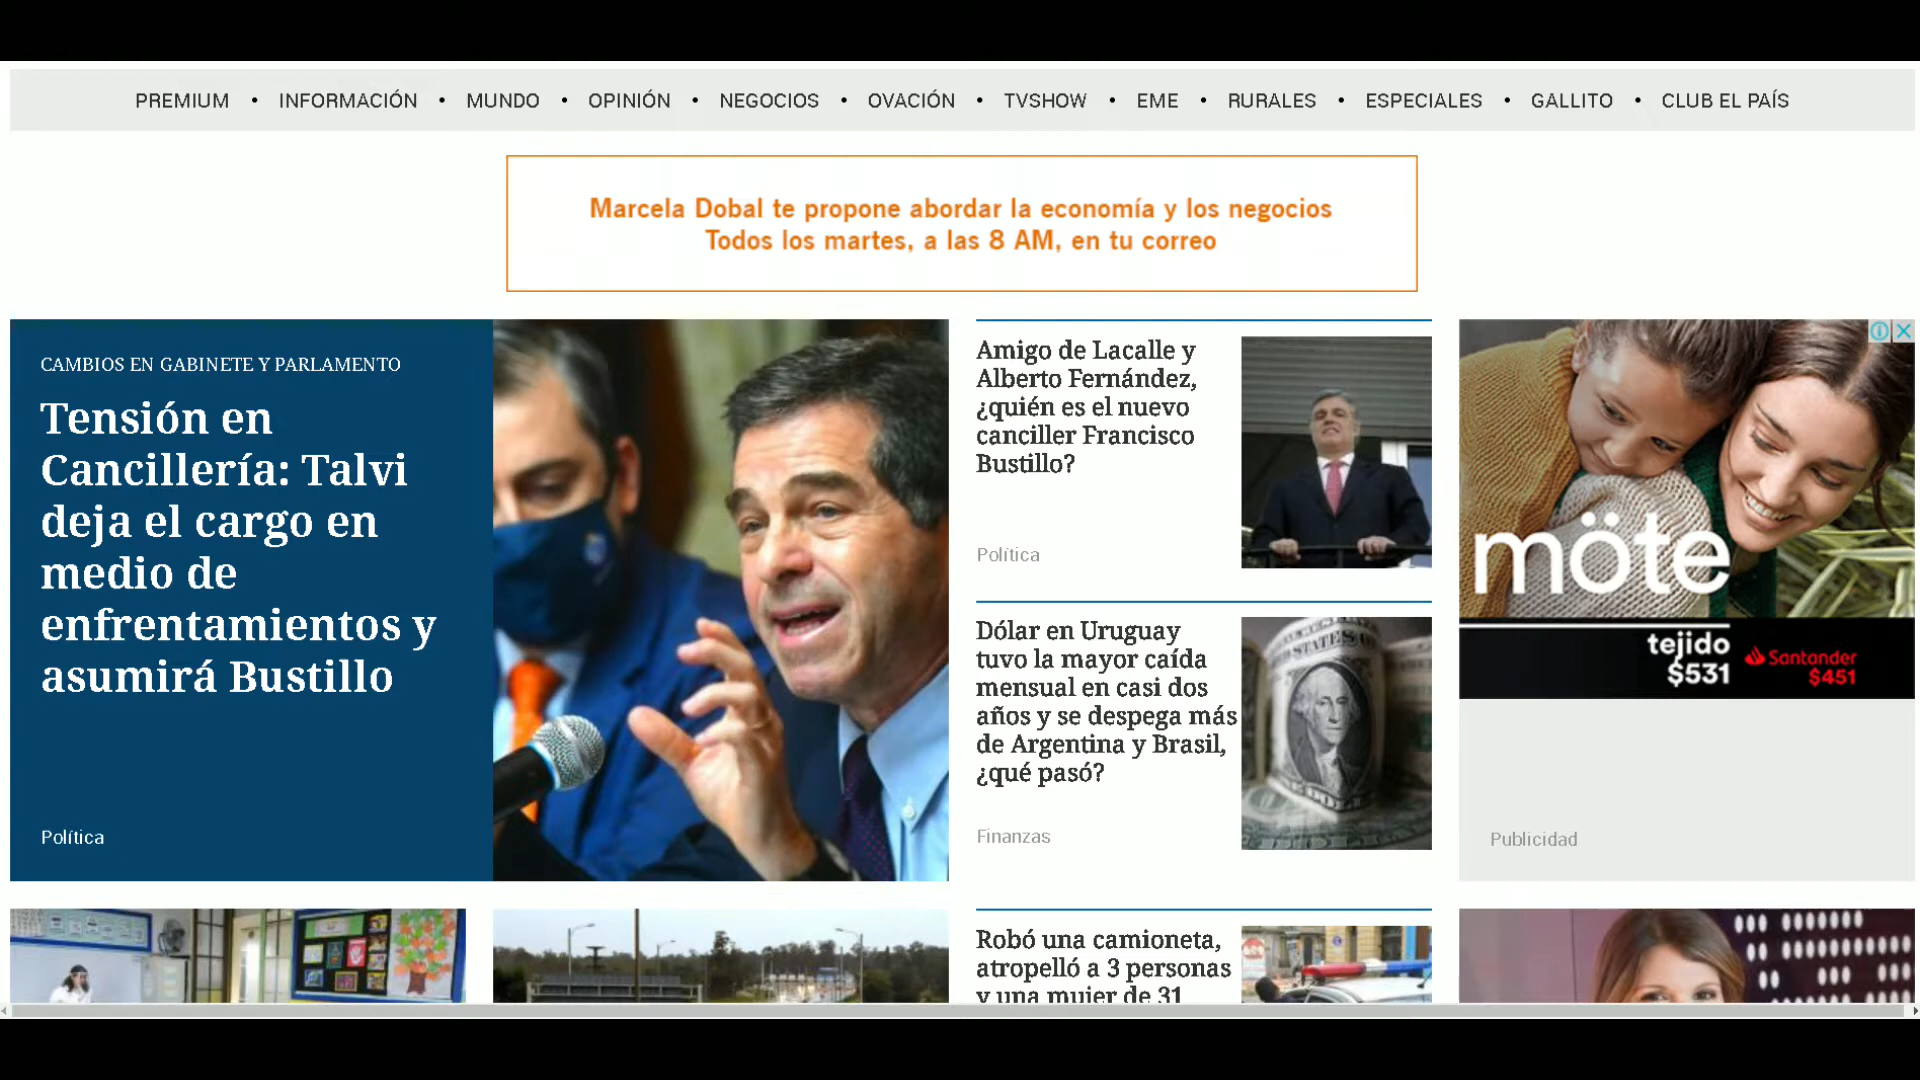 PREMIUM • INFORMACIÓN • MUNDO • OPINIÓN • NEGOCIOS • OVACIÓN • TVSHOW • EME • RURALES • ESPECIALES • GALLITO • CLUB EL PAÍS
Marcela Dobal te propone abordar la economía y los negocios
Todos los martes, a las 8 AM, en tu correo
CAMBIOS EN GABINETE Y PARLAMENTO
Tensión en
Cancillería: Talvi
deja el cargo en
medio de
enfrentamientos y
asumirá Bustillo
Política
Amigo de Lacalle y
Alberto Fernández,
¿quién es el nuevo
canciller Francisco
Bustillo?
Política
Dólar en Uruguay
tuvo la mayor caída
mensual en casi dos
años y se despega más
de Argentina y Brasil,
¿qué pasó?
Finanzas
möte
tejido
$531
Santander
$451
Publicidad
Robó una camioneta,
atropelló a 3 personas
y una mujer de 31